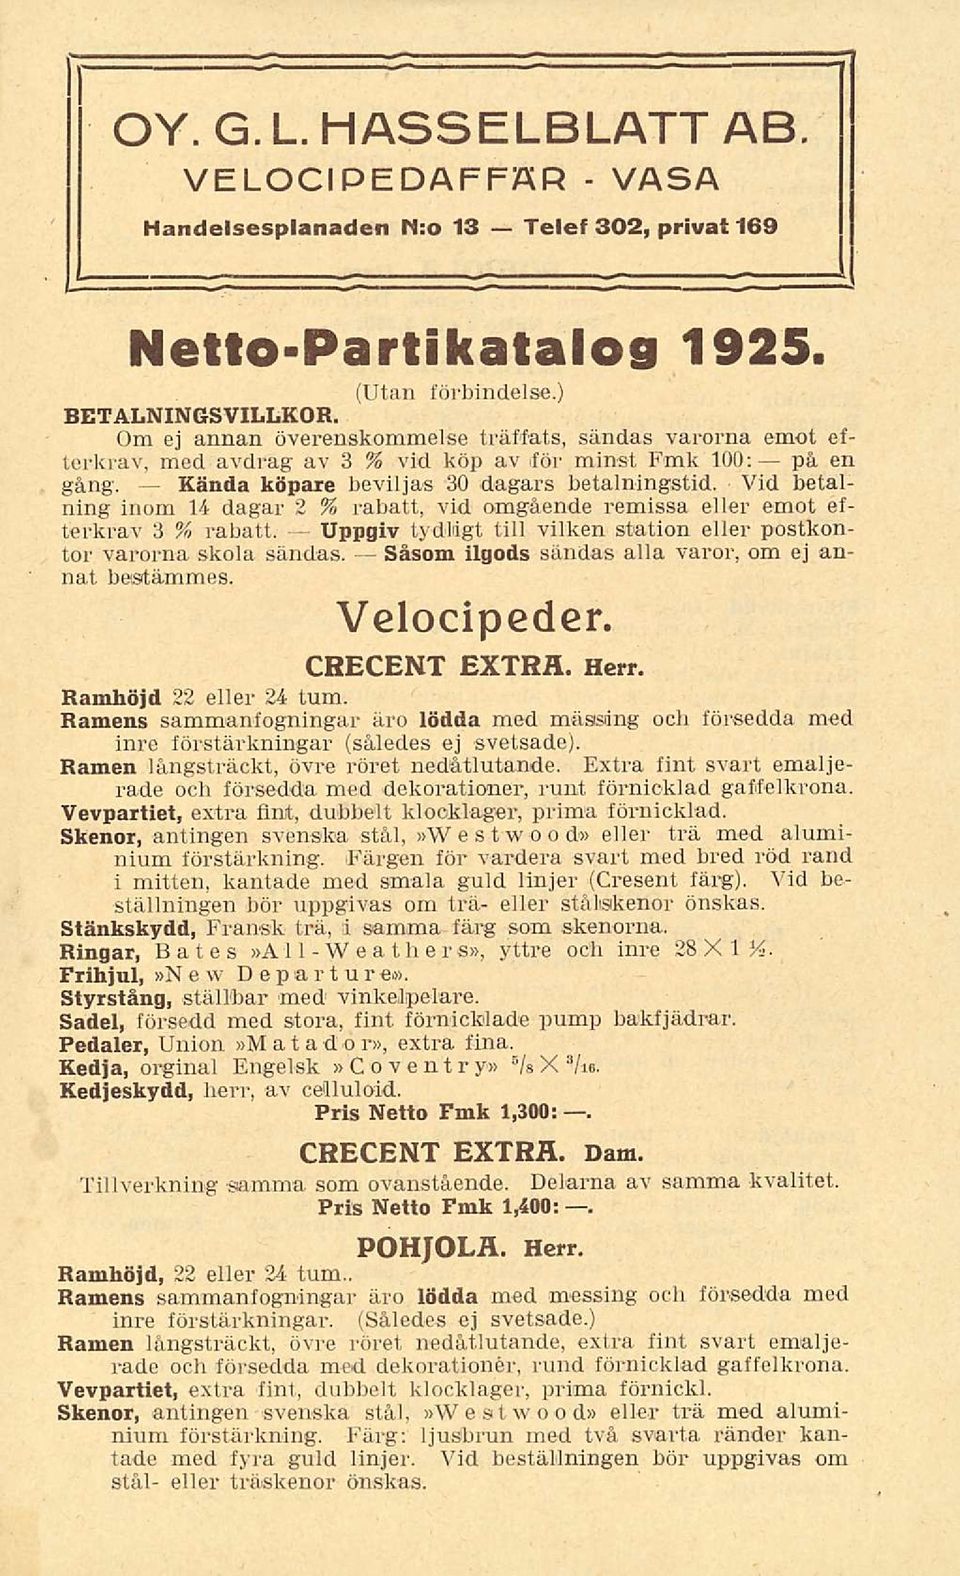 OY. G. L. HASSELBLATT AB.
VELOCIPEDAFFÄR - VASA
Handelsesplanaden N:o 13 — Telef 302, privat 169
Netto-Partikatalog 1925.
(Utan förbindelse.)
BETALNINGSVILLKOR.
Om ej annan överenskommelse träffats, sändas varorna emot ef-
terkrav, med avdrag av 3 % vid köp av för minst Fmk 100: — på en
gång. — Kända köpare beviljas 30 dagars betalningstid. Vid betal-
ning inom 14 dagar 2 % rabatt, vid omgående remissa eller emot ef-
terkrav 3 % rabatt. — Uppgiv tydligt till vilken station eller postkon-
tor varorna skola sändas. — Såsom ilgods sändas alla varor, om ej an-
nat bestämmes.
Velocipeder.
CRECENT EXTRA. Herr.
Ramhöjd 22 eller 24 tum.
Ramens sammanfogningar äro lödda med mässing och försedda med
inre förstärkningar (således ej svetsade).
Ramen långsträckt, övre röret nedåtlutande. Extra fint svart emalje-
rade och försedda med dekorationer, runt förnicklad gaffelkrona.
Vevpartiet, extra fint, dubbelt klocklager, prima förnicklad.
Skenor, antingen svenska stål, »Westwood» eller trä med alumi-
nium förstärkning. Färgen för vardera svart med bred röd rand
i mitten, kantade med smala guld linjer (Cresent färg). Vid be-
ställningen bör uppgivas om trä- eller stålskenor önskas.
Stänkskydd, Fransk trä, i samma färg som skenorna.
Ringar, Bates »All-Weathers», yttre och inre 28 X 1 ½.
Frihjul, »New Departure».
Styrstång, ställbar med vinkelpelare.
Sadel, försedd med stora, fint förnicklade pump bakfjädrar.
Pedaler, Union »Matador», extra fina.
Kedja, orginal Engelsk »Coventry» ⁵/₈ X ³/₁₆.
Kedjeskydd, herr, av celluloid.
Pris Netto Fmk 1,300: —.
CRECENT EXTRA. Dam.
Tillverkning samma som ovanstående. Delarna av samma kvalitet.
Pris Netto Fmk 1,400: —.
POHJOLA. Herr.
Ramhöjd, 22 eller 24 tum..
Ramens sammanfogningar äro lödda med messing och försedda med
inre förstärkningar. (Således ej svetsade.)
Ramen långsträckt, övre röret nedåtlutande, extra fint svart emalje-
rade och försedda med dekorationér, rund förnicklad gaffelkrona.
Vevpartiet, extra fint, dubbelt klocklager, prima förnickl.
Skenor, antingen svenska stål, »Westwood» eller trä med alumi-
nium förstärkning. Färg: ljusbrun med två svarta ränder kan-
tade med fyra guld linjer. Vid beställningen bör uppgivas om
stål- eller träskenor önskas.